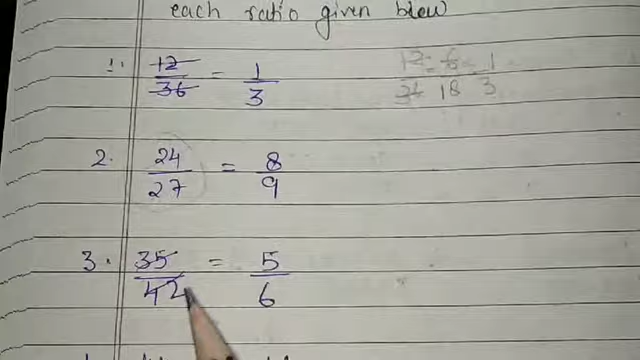 each ratio given blew
1. 12/36 = 1/3 12/36 = 6/18 1/3
2. 24/27 = 8/9
3. 35/42 = 5/6